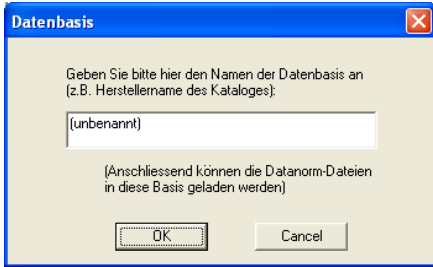 Datenbasis
Geben Sie bitte hier den Namen der Datenbasis an
(z.B. Herstellername des Kataloges):
(unbenannt)
(Anschliessend können die Datanorm-Dateien
in diese Basis geladen werden)
OK
Cancel